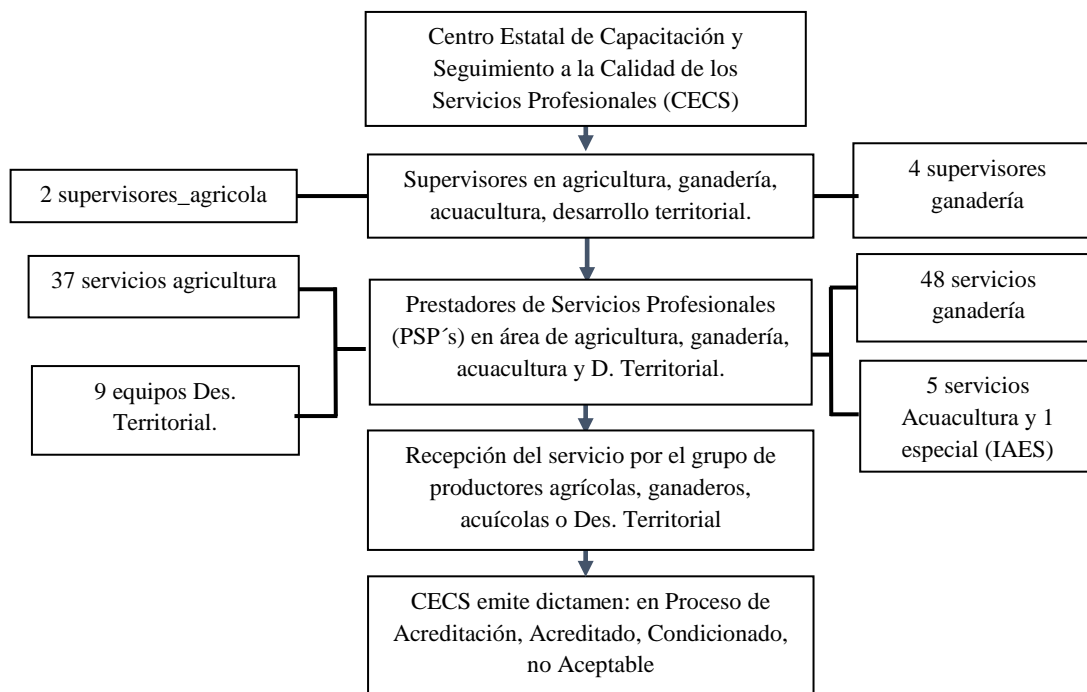 Centro Estatal de Capacitación y
Seguimiento a la Calidad de los
Servicios Profesionales (CECS)
2 supervisores_agricola
Supervisores en agricultura, ganadería,
acuacultura, desarrollo territorial.
4 supervisores
ganadería
37 servicios agricultura
9 equipos Des.
Territorial.
Prestadores de Servicios Profesionales
(PSP´s) en área de agricultura, ganadería,
acuacultura y D. Territorial.
48 servicios
ganadería
5 servicios
Acuacultura y 1
especial (IAES)
Recepción del servicio por el grupo de
productores agrícolas, ganaderos,
acuícolas o Des. Territorial
CECS emite dictamen: en Proceso de
Acreditación, Acreditado, Condicionado,
no Aceptable